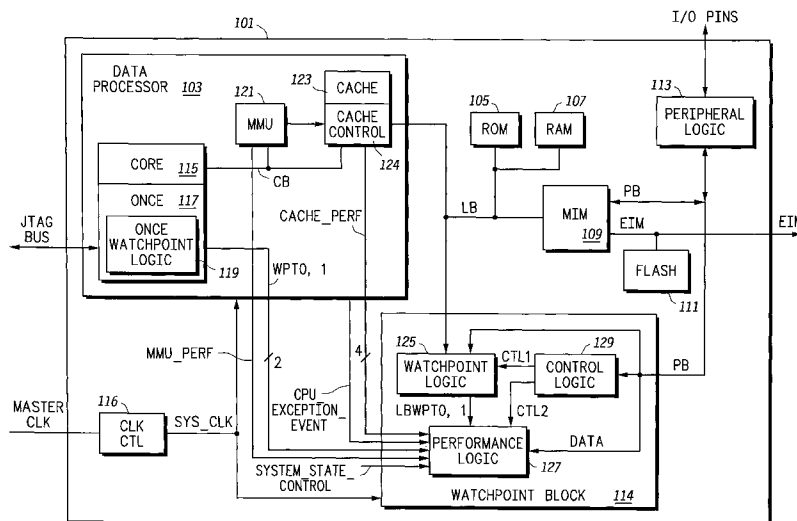 101
I/O PINS
DATA
PROCESSOR 103
123
CACHE
121
MMU
CACHE
CONTROL
124
105
ROM
107
RAM
113
PERIPHERAL
LOGIC
CORE 115
CB
ONCE 117
ONCE
WATCHPOINT
LOGIC
119
JTAG
BUS
CACHE_PERF
WPT0, 1
LB
MIM
109
PB
EIM
EIM
FLASH
111
MMU_PERF
2
4
CPU_
EXCEPTION_
EVENT
125
WATCHPOINT
LOGIC
CTL1
129
CONTROL
LOGIC
PB
LBWPT0, 1
CTL2
116
MASTER
CLK
CLK
CTL
SYS_CLK
PERFORMANCE
LOGIC
127
DATA
SYSTEM_STATE_
CONTROL
WATCHPOINT BLOCK 114